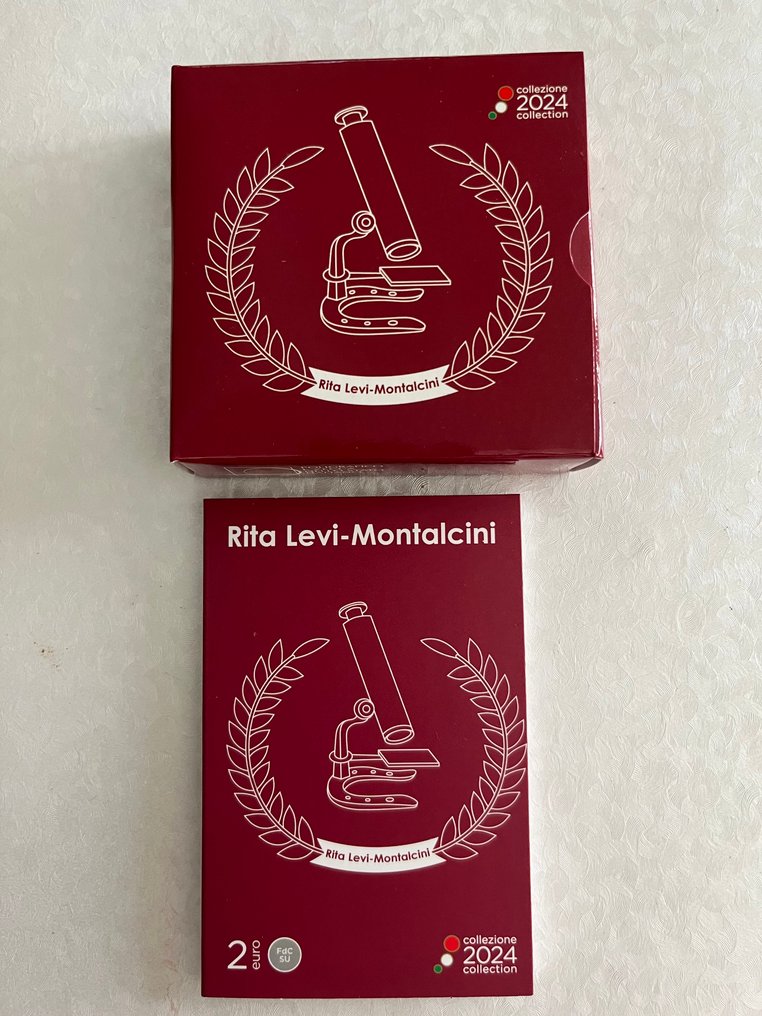 collezione
2024
collection
Rita Levi-Montalcini
Rita Levi-Montalcini
Rita Levi-Montalcini
2 euro
FdC
SU
collezione
2024
collection